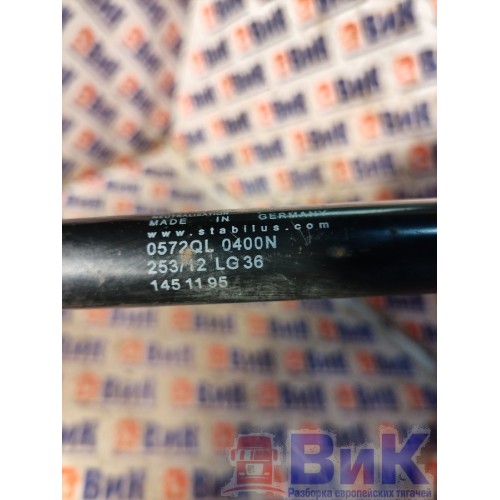 MADE IN GERMANY
www.stabilus.com
0572QL 0400N
253/12 LG36
145 11 95
ВиК
Разборка европейских тягачей